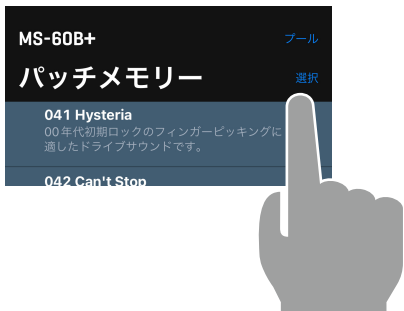 MS-60B+
プール
パッチメモリー
選択
041 Hysteria
00年代初期ロックのフィンガーピッキングに
適したドライブサウンドです。
042 Can't Stop